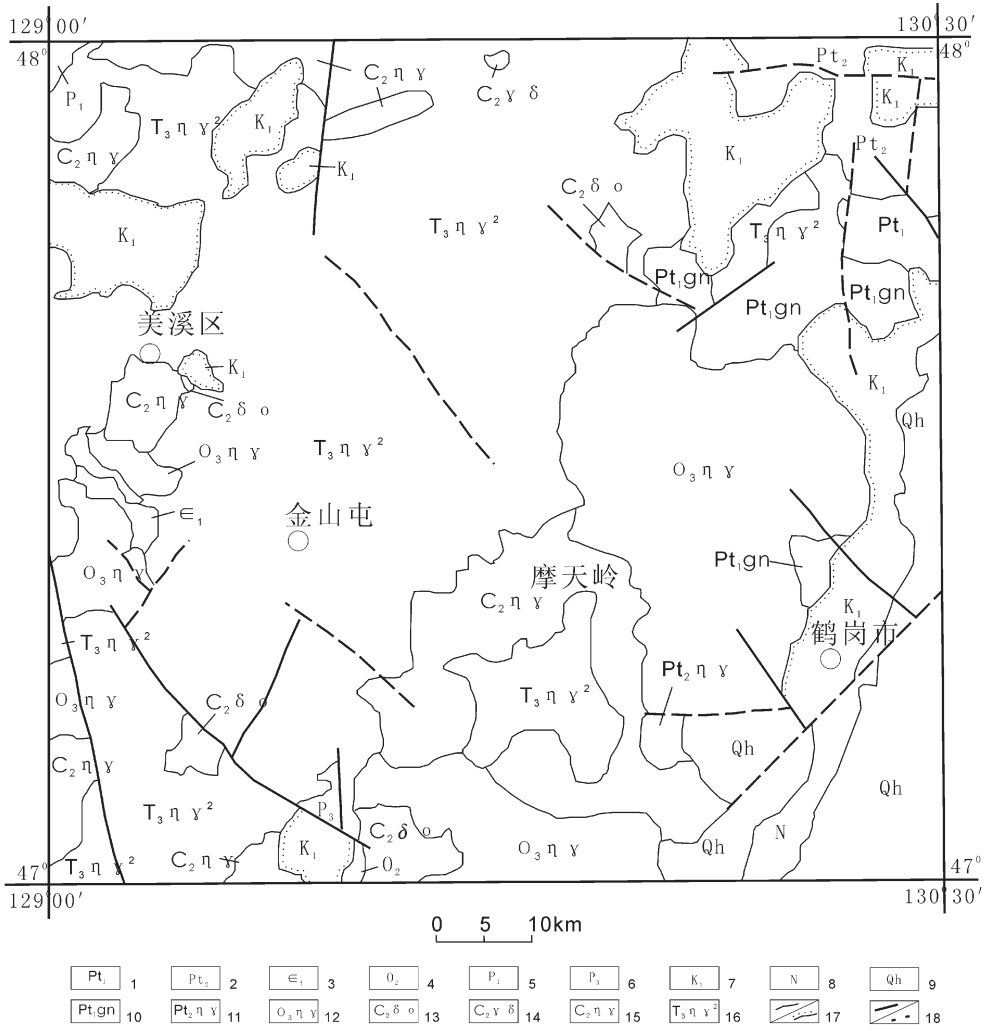 129°00′ 130°30′
48° 48°
Pt₂ K₁
C₂ηγ
C₂γδ
P₁ K₁
T₃ηγ² K₁
Pt₂
C₂ηγ K₁
K₁
C₂δο
K₁ T₃ηγ² T₃ηγ² Pt₁
Pt₁gn Pt₁gn
Pt₁gn
美溪区
K₁ K₁
C₂ηγ C₂δο Qh
O₃ηγ T₃ηγ²
O₃ηγ
∈₁ 金山屯
Pt₁gn
O₃ηγ 摩天岭
C₂ηγ K₁
T₃ηγ² 鹤岗市
Pt₂ηγ
O₃ηγ C₂δο T₃ηγ²
Qh
C₂ηγ Qh
T₃ηγ² P₃
C₂δο N
K₁ O₃ηγ Qh
T₃ηγ² C₂ηγ O₂
47° 47°
129°00′ 130°30′
0 5 10km
Pt₁ 1 Pt₂ 2 ∈₁ 3 O₂ 4 P₁ 5 P₃ 6 K₁ 7 N 8 Qh 9
Pt₁gn 10 Pt₂ηγ 11 O₃ηγ 12 C₂δο 13 C₂γδ 14 C₂ηγ 15 T₃ηγ² 16 17 18